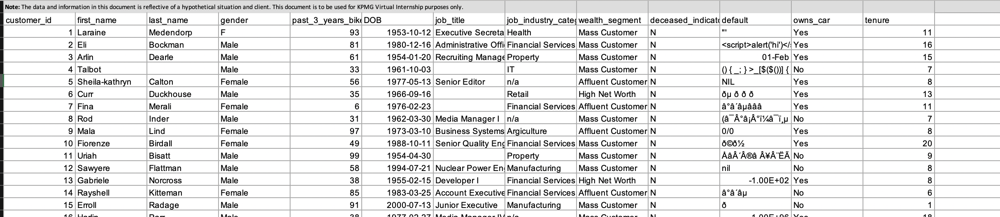 Note: The data and information in this document is reflective of a hypothetical situation and client. This document is to be used for KPMG Virtual Internship purposes only.
customer_id first_name last_name gender past_3_years_bike DOB job_title job_industry_categ wealth_segment deceased_indicato default owns_car tenure
1 Laraine Medendorp F 93 1953-10-12 Executive Secreta Health Mass Customer N "' Yes 11
2 Eli Bockman Male 81 1980-12-16 Administrative Offi Financial Services Mass Customer N <script>alert('hi')</s Yes 16
3 Arlin Dearle Male 61 1954-01-20 Recruiting Manage Property Mass Customer N 01-Feb Yes 15
4 Talbot Male 33 1961-10-03 IT Mass Customer N () { _; } >_[$($())] { No 7
5 Sheila-kathryn Calton Female 56 1977-05-13 Senior Editor n/a Affluent Customer N NIL Yes 8
6 Curr Duckhouse Male 35 1966-09-16 Retail High Net Worth N ðµ ð ð ð Yes 13
7 Fina Merali Female 6 1976-02-23 Financial Services Affluent Customer N â°â´âµâââ Yes 11
8 Rod Inder Male 31 1962-03-30 Media Manager I n/a Mass Customer N (â¯Â°â¡Â°ï¼â¯ï¸µ No 7
9 Mala Lind Female 97 1973-03-10 Business Systems Argiculture Affluent Customer N 0/0 Yes 8
10 Fiorenze Birdall Female 49 1988-10-11 Senior Quality Eng Financial Services Mass Customer N ð©ð½ Yes 20
11 Uriah Bisatt Male 99 1954-04-30 Property Mass Customer N ÅâÂ´Â®â Â¥Â¨ËÃ¸ No 9
12 Sawyere Flattman Male 58 1994-07-21 Nuclear Power Eng Manufacturing Mass Customer N nil No 8
13 Gabriele Norcross Male 38 1955-02-15 Developer I Financial Services High Net Worth N -1.00E+02 Yes 8
14 Rayshell Kitteman Female 85 1983-03-25 Account Executive Financial Services Affluent Customer N â°â´âµ No 6
15 Erroll Radage Male 91 2000-07-13 Junior Executive Manufacturing Mass Customer N ð No 1
16 Harlin Parr Male 38 1977-02-27 Media Manager IV n/a Mass Customer N Yes 18